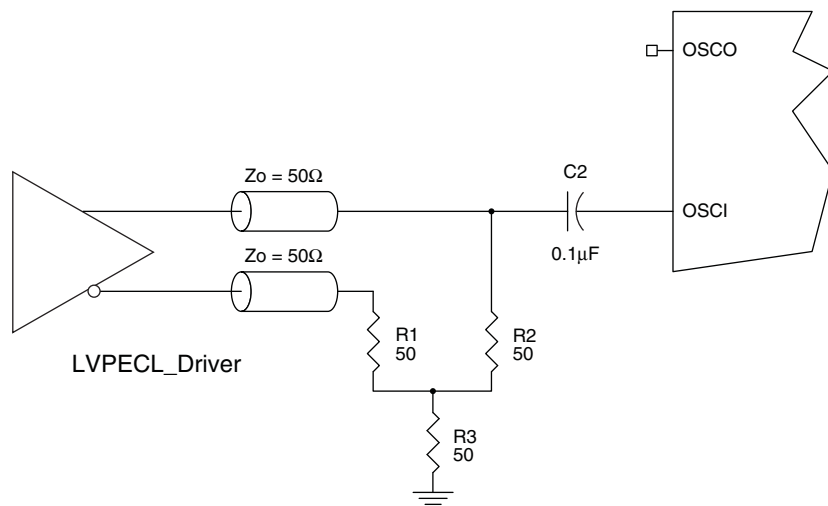 OSCO
Zo = 50Ω
C2
OSCI
0.1μF
Zo = 50Ω
R1
50
R2
50
LVPECL_Driver
R3
50